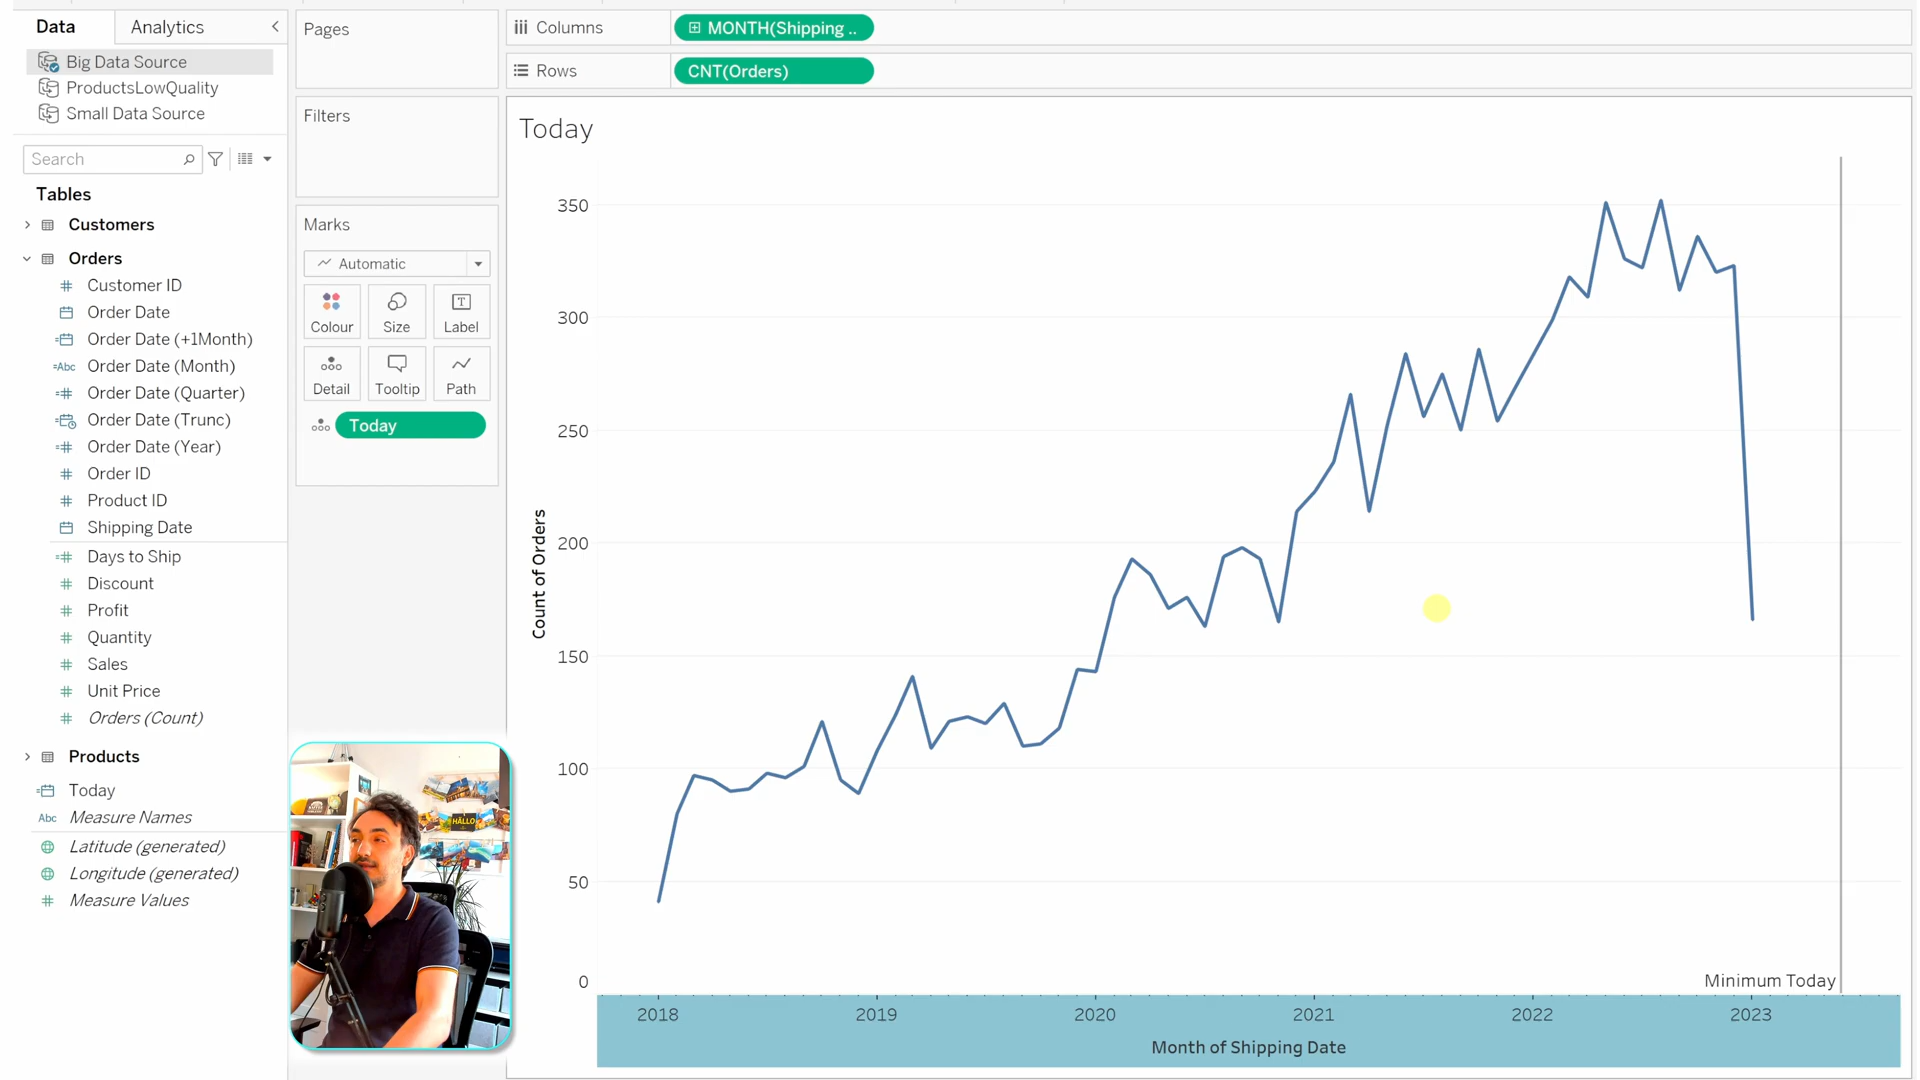 Data
Analytics
Big Data Source
ProductsLowQuality
Small Data Source
Search
Tables
Customers
Orders
# Customer ID
Order Date
Order Date (+1Month)
=Abc Order Date (Month)
=# Order Date (Quarter)
Order Date (Trunc)
=# Order Date (Year)
# Order ID
# Product ID
Shipping Date
=# Days to Ship
# Discount
# Profit
# Quantity
# Sales
# Unit Price
# Orders (Count)
Products
Today
Abc Measure Names
Latitude (generated)
Longitude (generated)
# Measure Values
Pages
Filters
Marks
Automatic
Colour
Size
T
Label
Detail
Tooltip
Path
Today
HALLO
Columns
MONTH(Shipping ..
Rows
CNT(Orders)
Today
350
300
250
200
150
100
50
0
Count of Orders
Minimum Today
2018
2019
2020
2021
2022
2023
Month of Shipping Date